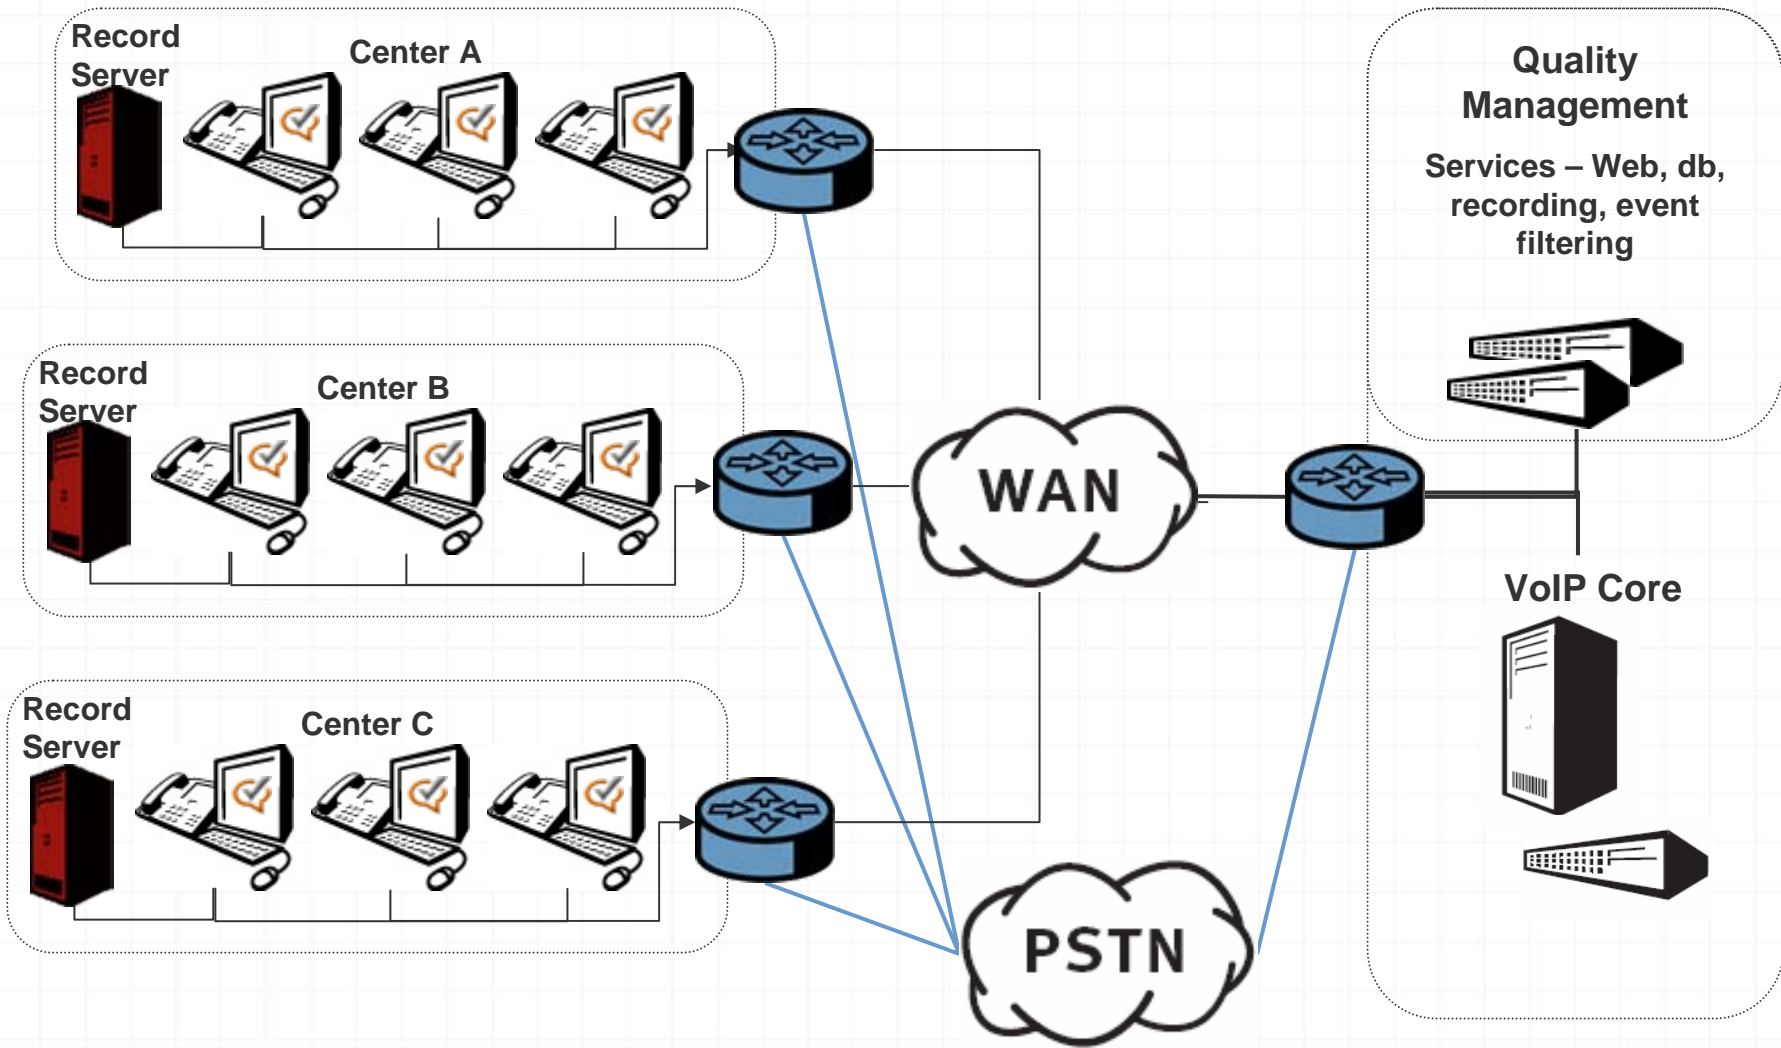 Record
Server
Center A
Quality
Management
Services – Web, db,
recording, event
filtering
Record
Server
Center B
WAN
VoIP Core
Record
Server
Center C
PSTN